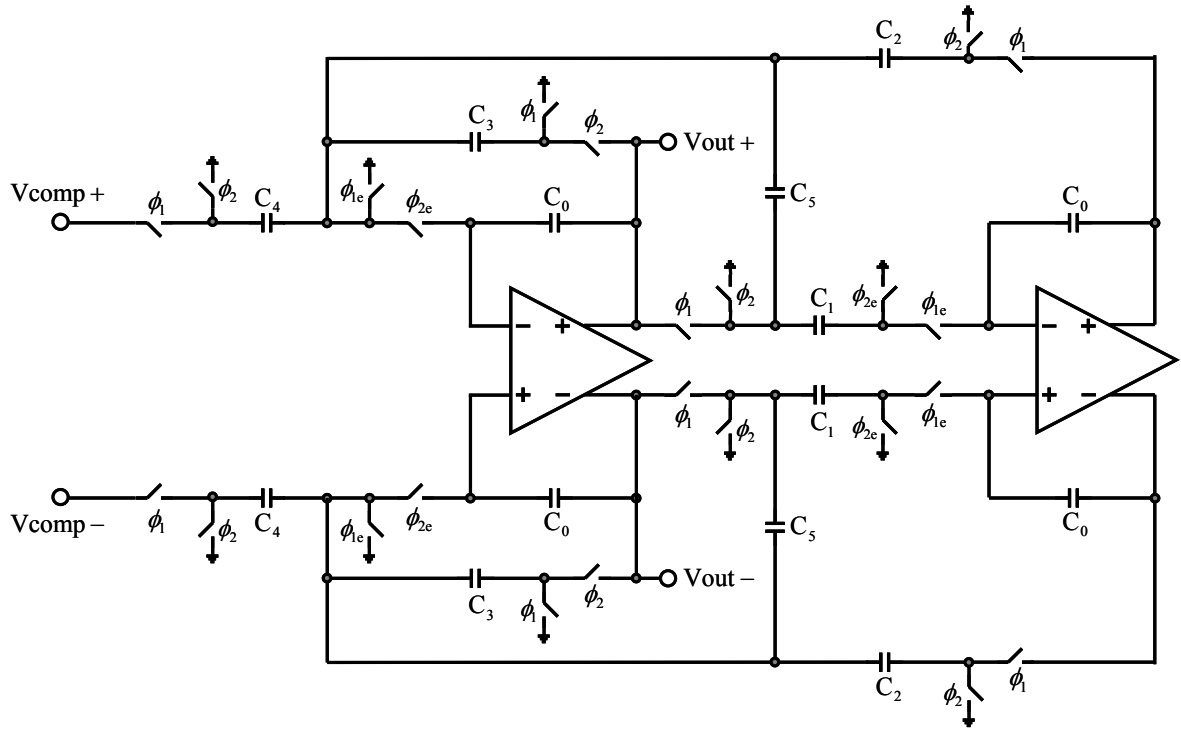 C₂
ϕ₂
ϕ₁
C₃
ϕ₁
ϕ₂
Vout +
Vcomp +
ϕ₁
ϕ₂
C₄
ϕ₁ₑ
ϕ₂ₑ
C₀
C₅
C₀
ϕ₁
ϕ₂
C₁
ϕ₂ₑ
ϕ₁ₑ
− +
− +
+ −
+ −
ϕ₁
ϕ₂
C₁
ϕ₂ₑ
ϕ₁ₑ
Vcomp −
ϕ₁
ϕ₂
C₄
ϕ₁ₑ
ϕ₂ₑ
C₀
C₅
C₀
C₃
ϕ₁
ϕ₂
Vout −
C₂
ϕ₂
ϕ₁